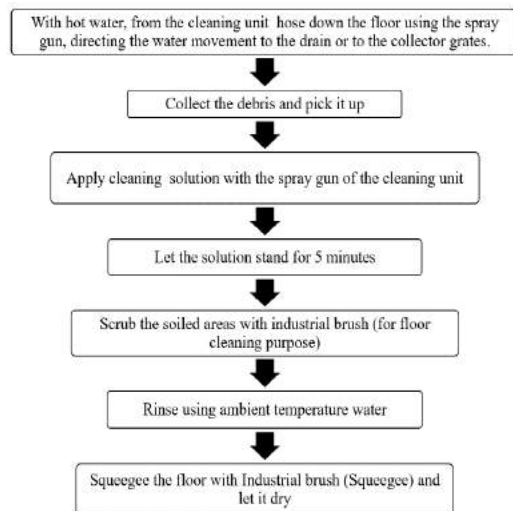 With hot water, from the cleaning unit hose down the floor using the spray
gun, directing the water movement to the drain or to the collector grates.
Collect the debris and pick it up
Apply cleaning solution with the spray gun of the cleaning unit
Let the solution stand for 5 minutes
Scrub the soiled areas with industrial brush (for floor
cleaning purpose)
Rinse using ambient temperature water
Squeegee the floor with Industrial brush (Squeegee) and
let it dry